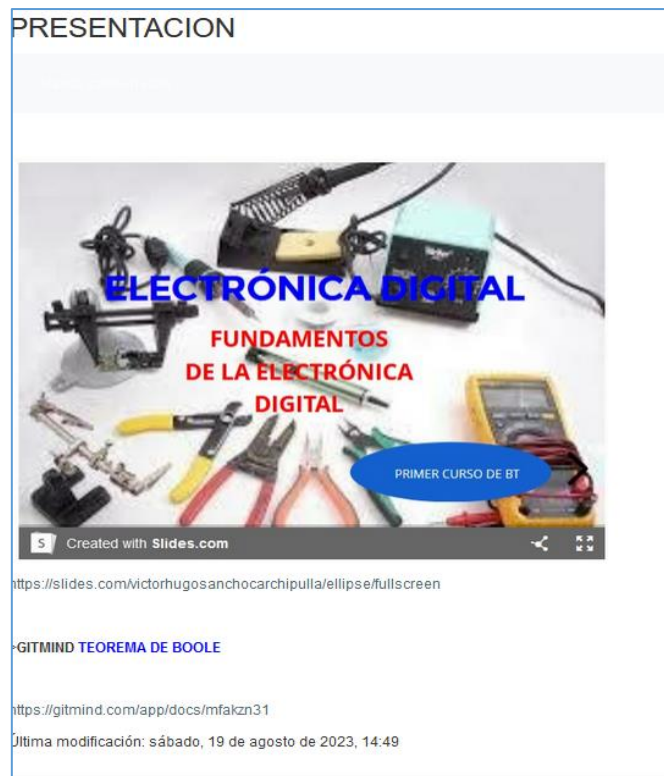 PRESENTACION
ELECTRÓNICA DIGITAL
FUNDAMENTOS
DE LA ELECTRÓNICA
DIGITAL
PRIMER CURSO DE BT
S Created with Slides.com
https://slides.com/victorhugosanchocarchipulla/ellipse/fullscreen
>GITMIND TEOREMA DE BOOLE
https://gitmind.com/app/docs/mfakzn31
Última modificación: sábado, 19 de agosto de 2023, 14:49